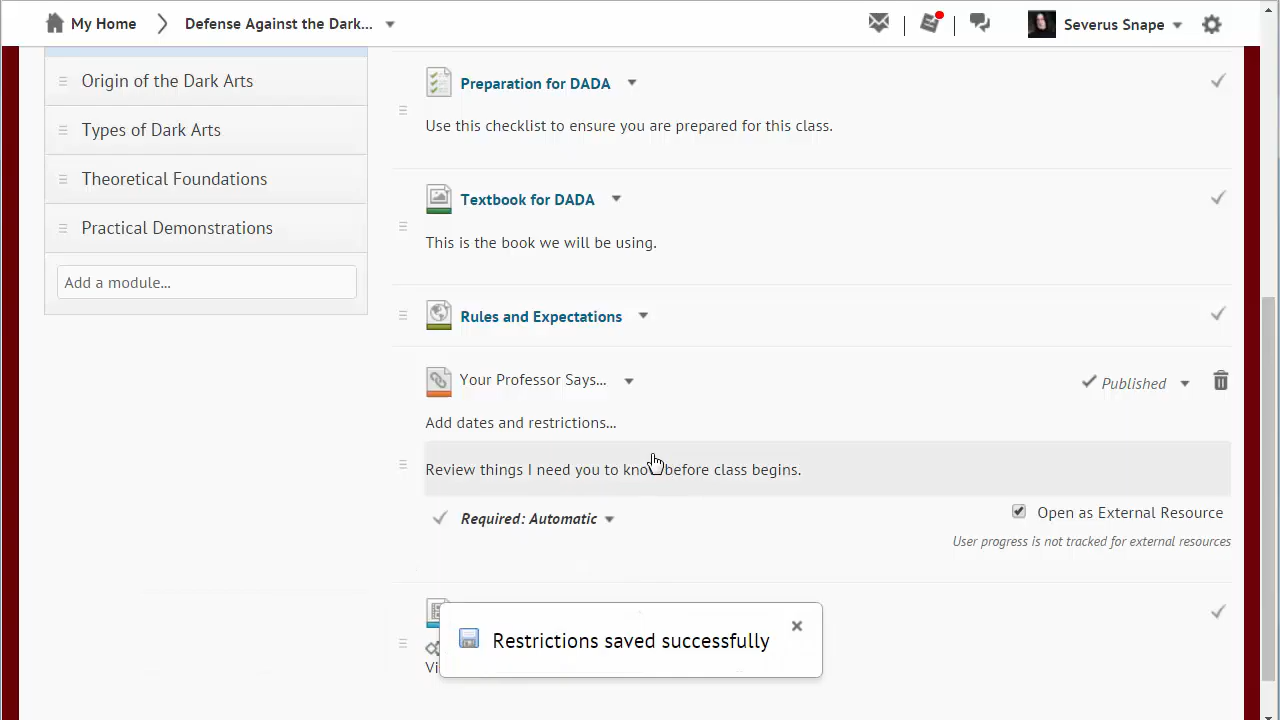 My Home
Defense Against the Dark...
Severus Snape
Origin of the Dark Arts
Types of Dark Arts
Theoretical Foundations
Practical Demonstrations
Add a module...
Preparation for DADA
Use this checklist to ensure you are prepared for this class.
Textbook for DADA
This is the book we will be using.
Rules and Expectations
Your Professor Says...
Published
Add dates and restrictions...
Review things I need you to know before class begins.
Required: Automatic
Open as External Resource
User progress is not tracked for external resources
Restrictions saved successfully